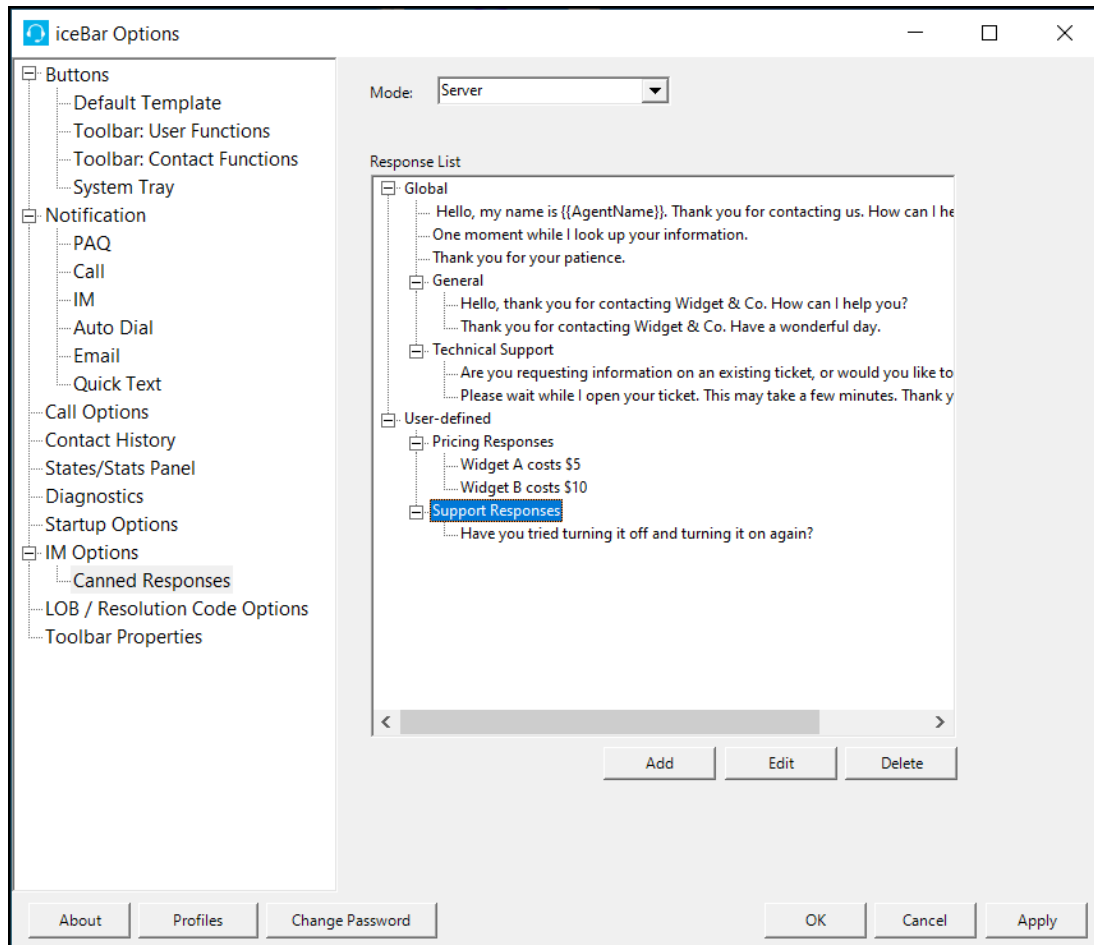 iceBar Options
Buttons
Default Template
Toolbar: User Functions
Toolbar: Contact Functions
System Tray
Notification
PAQ
Call
IM
Auto Dial
Email
Quick Text
Call Options
Contact History
States/Stats Panel
Diagnostics
Startup Options
IM Options
Canned Responses
LOB / Resolution Code Options
Toolbar Properties
Mode:
Server
Response List
Global
Hello, my name is {{AgentName}}. Thank you for contacting us. How can I he
One moment while I look up your information.
Thank you for your patience.
General
Hello, thank you for contacting Widget & Co. How can I help you?
Thank you for contacting Widget & Co. Have a wonderful day.
Technical Support
Are you requesting information on an existing ticket, or would you like to
Please wait while I open your ticket. This may take a few minutes. Thank y
User-defined
Pricing Responses
Widget A costs $5
Widget B costs $10
Support Responses
Have you tried turning it off and turning it on again?
Add
Edit
Delete
About
Profiles
Change Password
OK
Cancel
Apply